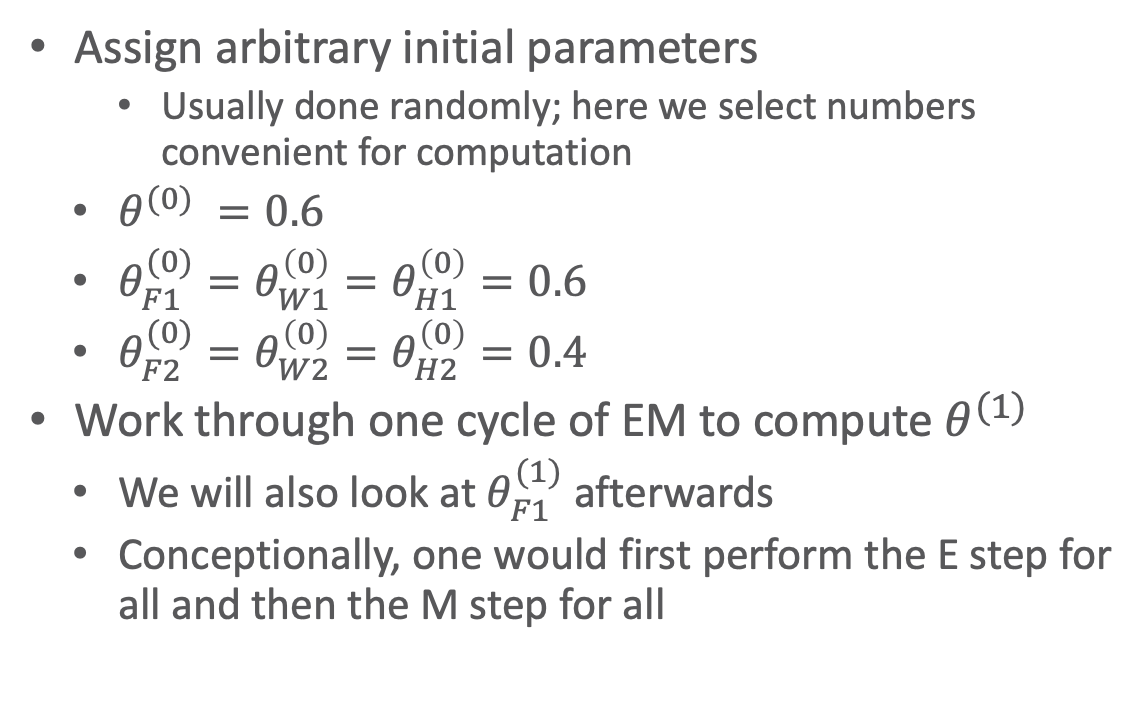 • Assign arbitrary initial parameters
• Usually done randomly; here we select numbers
convenient for computation
• θ^(0) = 0.6
• θ_F1^(0) = θ_W1^(0) = θ_H1^(0) = 0.6
• θ_F2^(0) = θ_W2^(0) = θ_H2^(0) = 0.4
• Work through one cycle of EM to compute θ^(1)
• We will also look at θ_F1^(1) afterwards
• Conceptionally, one would first perform the E step for
all and then the M step for all